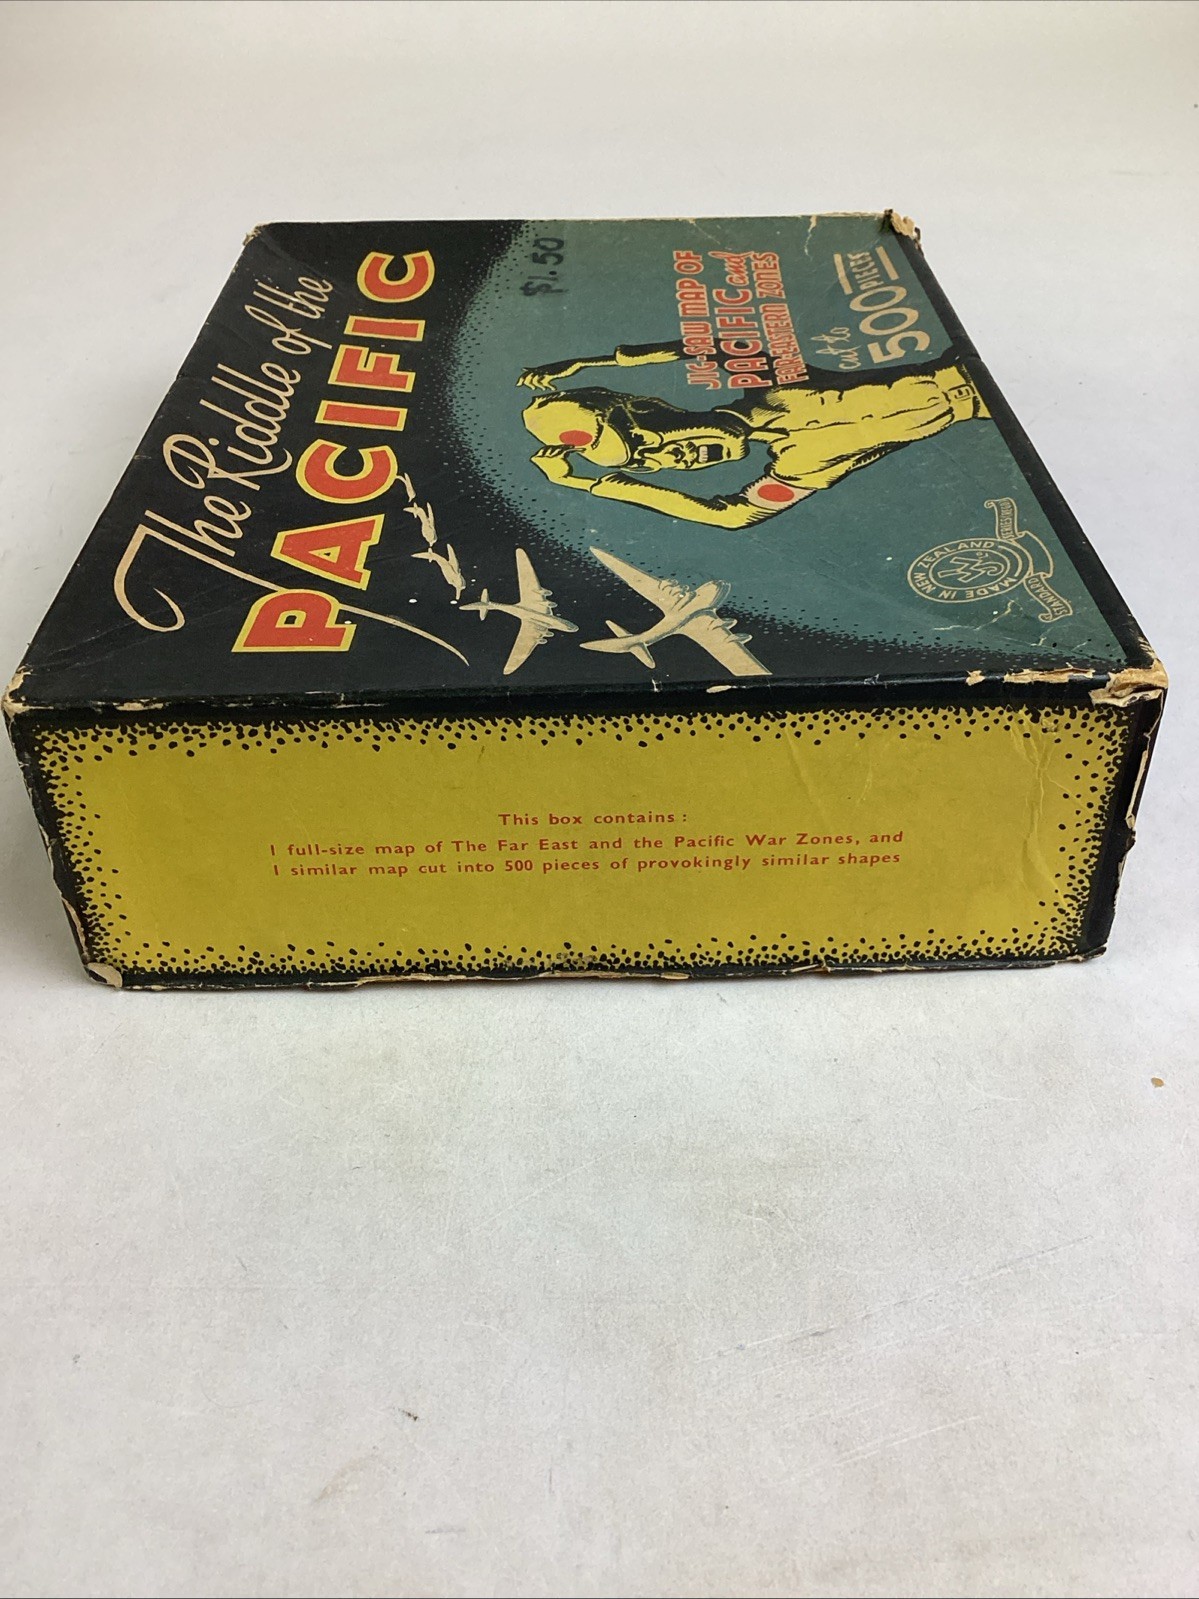 The Riddle of the
PACIFIC
$1.50
JIG-SAW MAP OF
PACIFIC and
FAR-EASTERN ZONES
cut to
500 PIECES
MADE IN NEW ZEALAND
STANDARD
This box contains :
1 full-size map of The Far East and the Pacific War Zones, and
1 similar map cut into 500 pieces of provokingly similar shapes